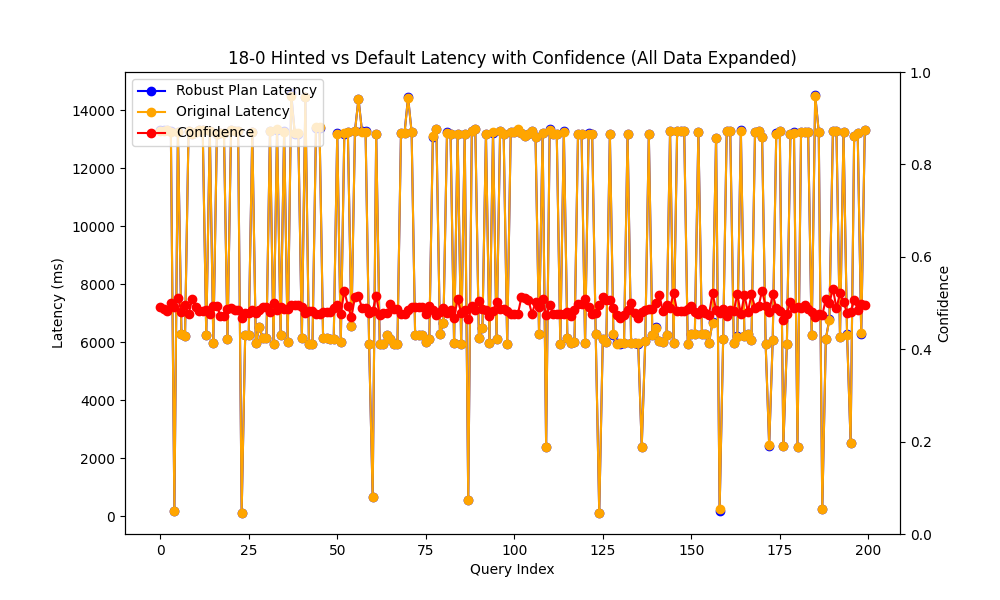 18-0 Hinted vs Default Latency with Confidence (All Data Expanded)
Robust Plan Latency
Original Latency
Confidence
14000
12000
10000
8000
6000
4000
2000
0
Latency (ms)
1.0
0.8
0.6
0.4
0.2
0.0
Confidence
0 25 50 75 100 125 150 175 200
Query Index